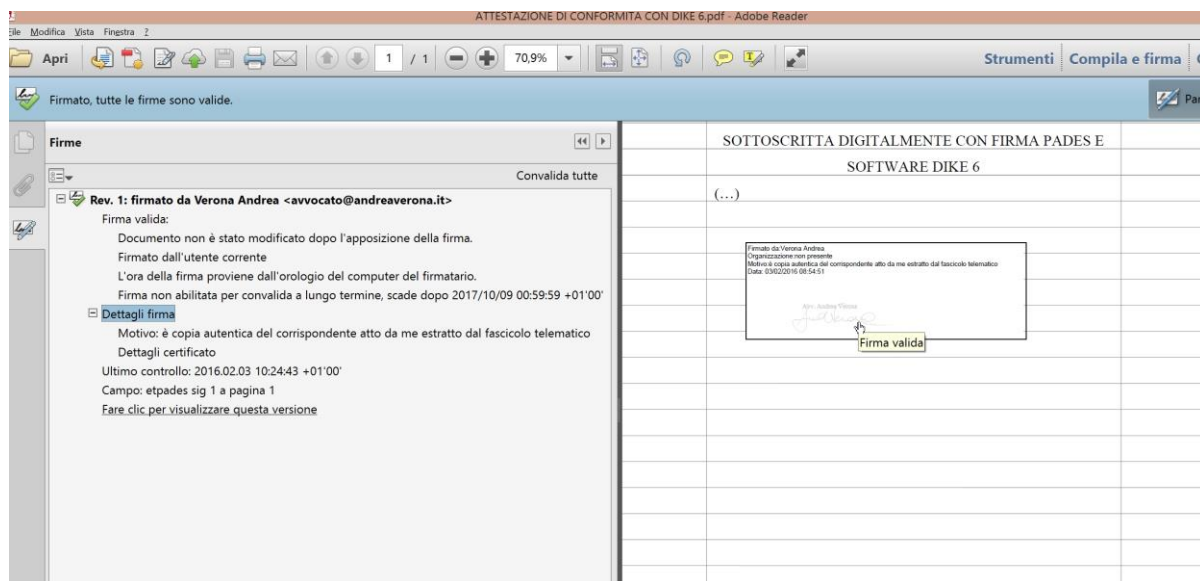 ATTESTAZIONE DI CONFORMITA CON DIKE 6.pdf - Adobe Reader
File Modifica Vista Finestra ?
Apri 1 / 1 70,9% Strumenti Compila e firma
Firmato, tutte le firme sono valide.
Firme
Convalida tutte
Rev. 1: firmato da Verona Andrea <avvocato@andreaverona.it>
Firma valida:
Documento non è stato modificato dopo l'apposizione della firma.
Firmato dall'utente corrente
L'ora della firma proviene dall'orologio del computer del firmatario.
Firma non abilitata per convalida a lungo termine, scade dopo 2017/10/09 00:59:59 +01'00'
Dettagli firma
Motivo: è copia autentica del corrispondente atto da me estratto dal fascicolo telematico
Dettagli certificato
Ultimo controllo: 2016.02.03 10:24:43 +01'00'
Campo: etpades sig 1 a pagina 1
Fare clic per visualizzare questa versione
SOTTOSCRITTA DIGITALMENTE CON FIRMA PADES E
SOFTWARE DIKE 6
(…)
Firmato da:Verona Andrea
Organizzazione:non presente
Motivo:è copia autentica del corrispondente atto da me estratto dal fascicolo telematico
Data: 03/02/2016 08:54:51
Avv. Andrea Verona
Firma valida